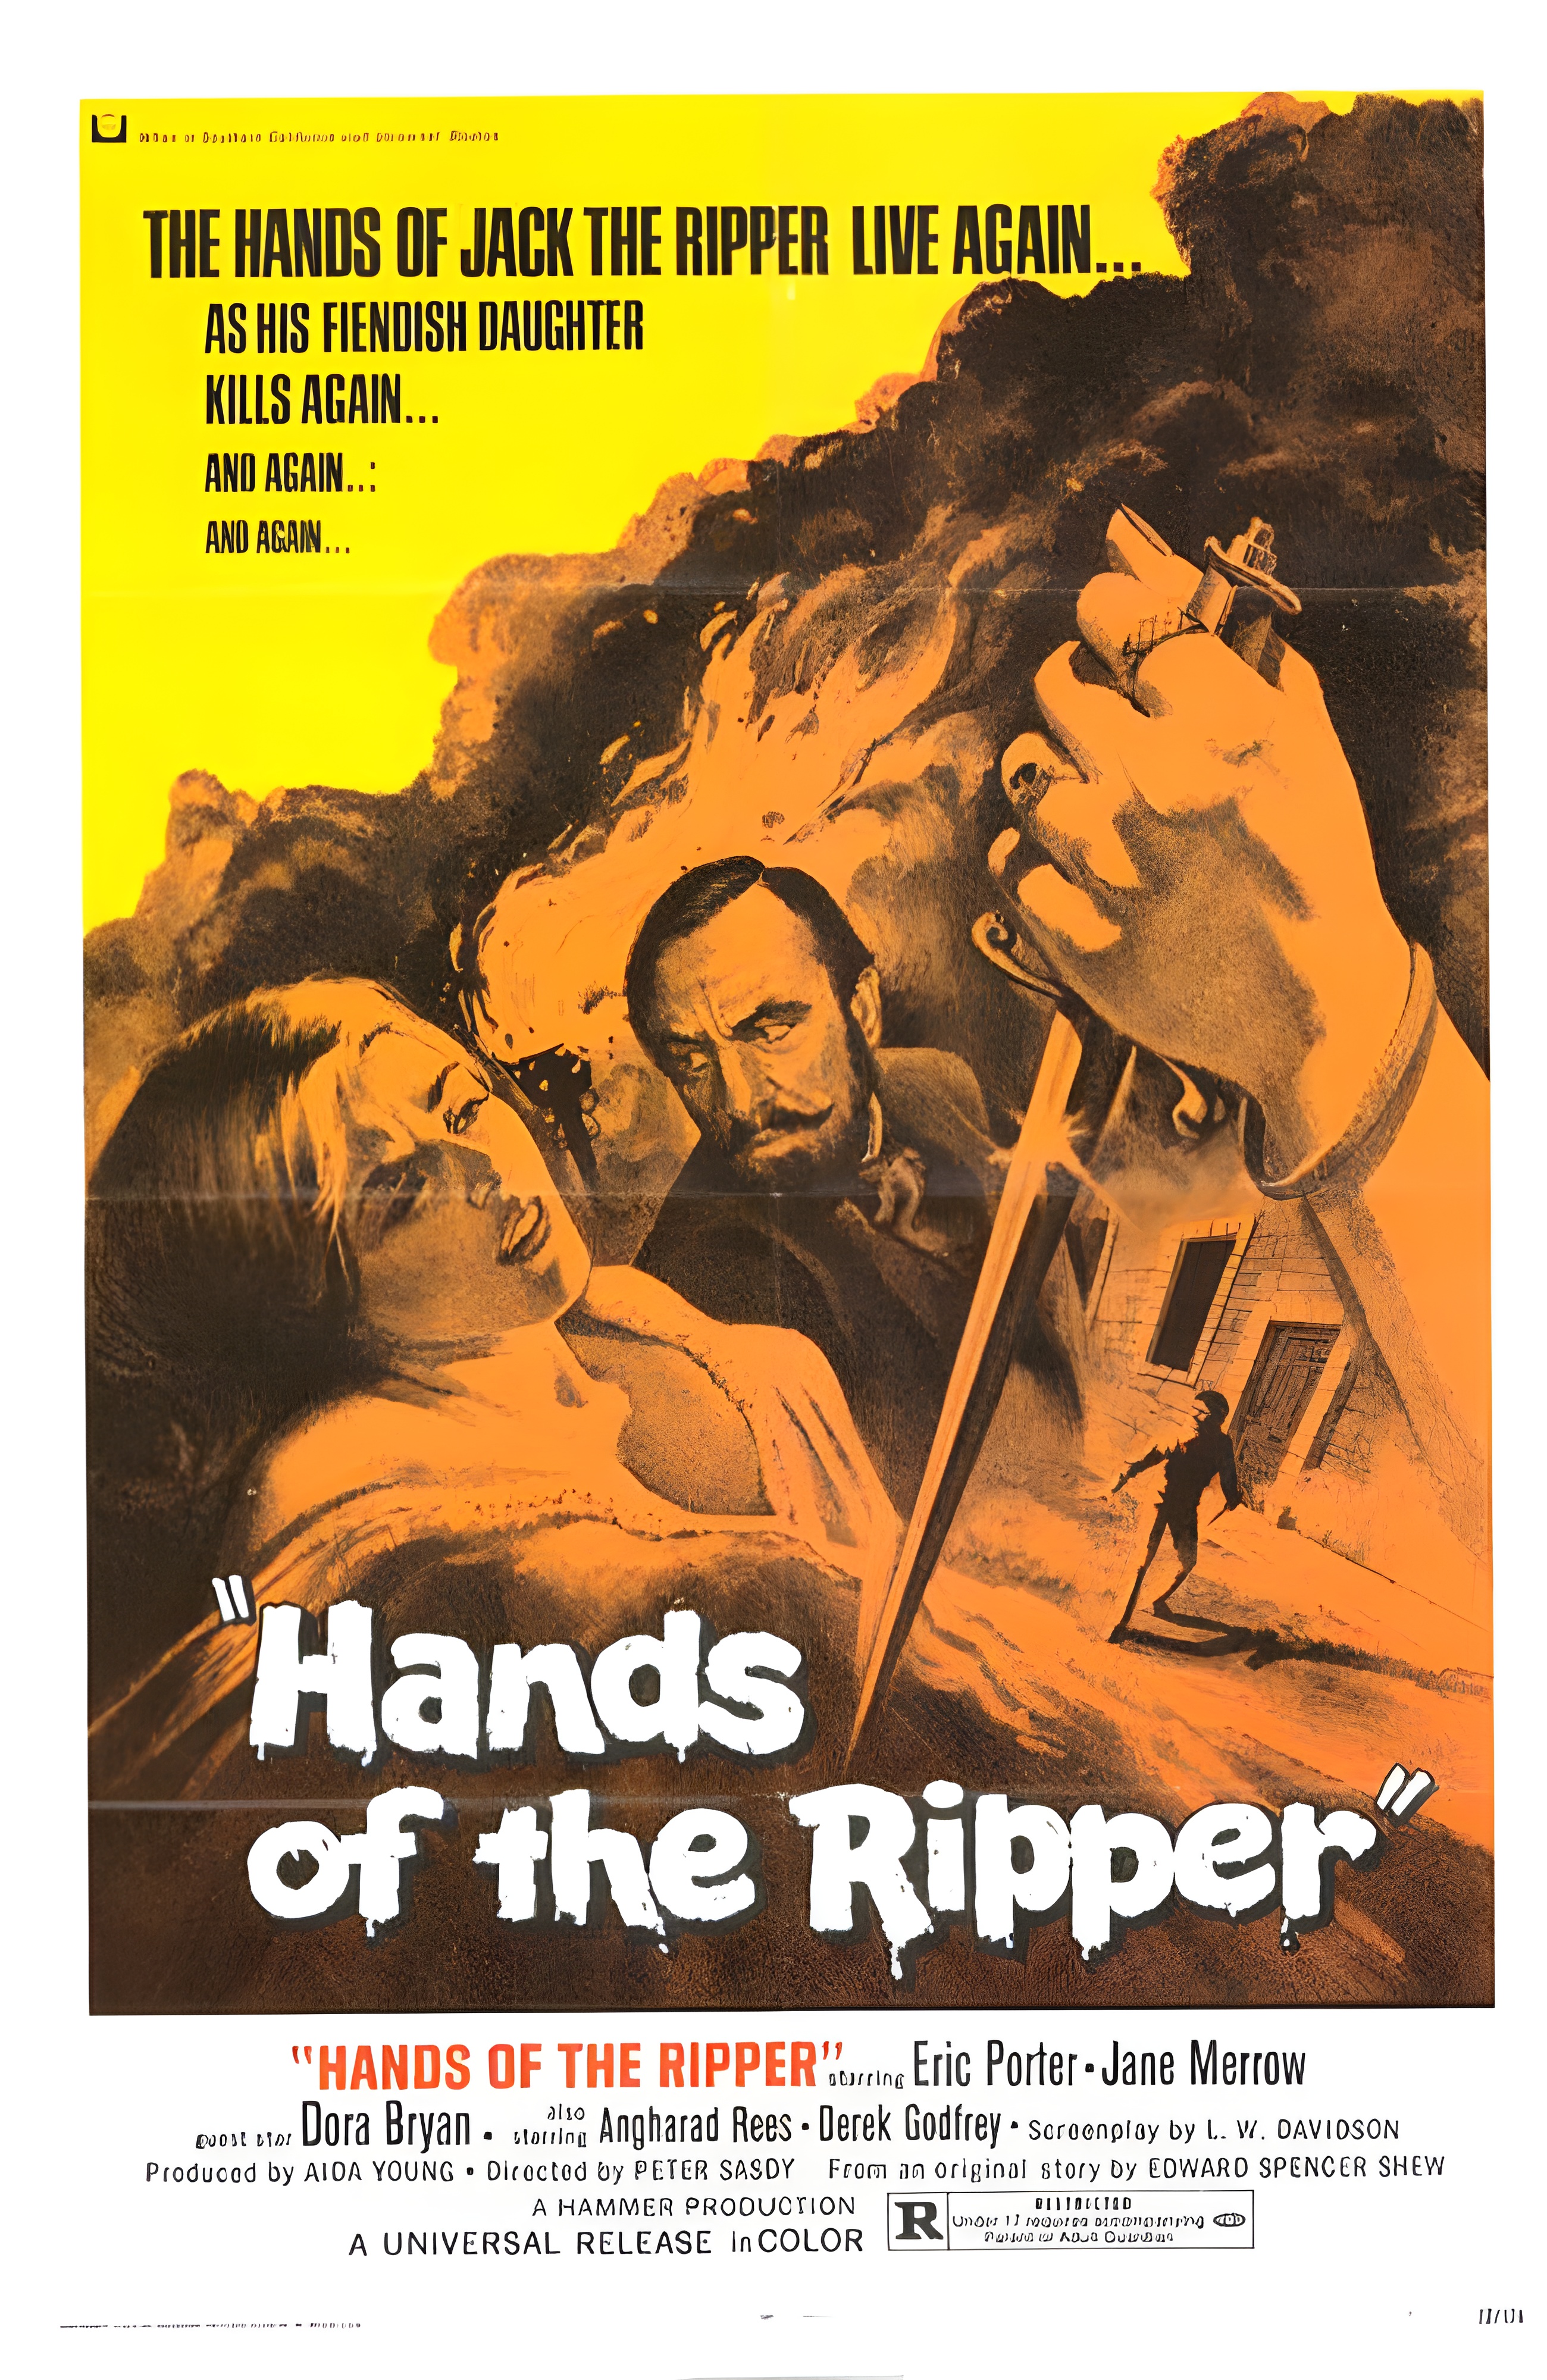 THE HANDS OF JACK THE RIPPER LIVE AGAIN...
AS HIS FIENDISH DAUGHTER
KILLS AGAIN...
AND AGAIN...
AND AGAIN...
"Hands
of the Ripper"
"HANDS OF THE RIPPER" starring Eric Porter • Jane Merrow
Dora Bryan • also starring Angharad Rees • Derek Godfrey • Screenplay by L. W. DAVIDSON
Produced by AIDA YOUNG • Directed by PETER SASDY From an original story by EDWARD SPENCER SHEW
A HAMMER PRODUCTION
A UNIVERSAL RELEASE In COLOR
R